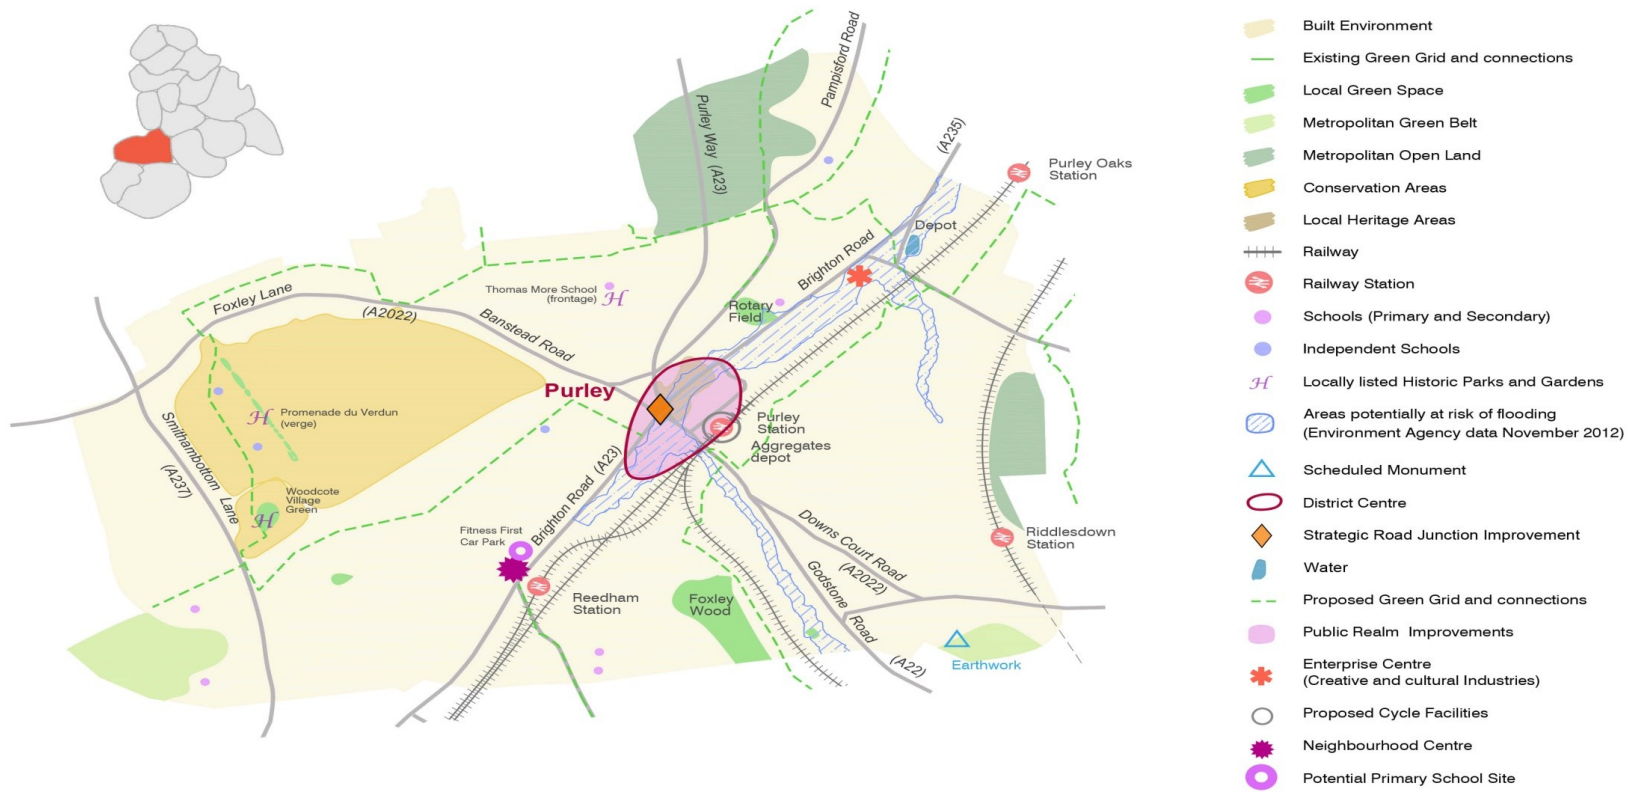 Pampisford Road
Purley Way (A23)
(A235)
Purley Oaks
Station
Depot
Brighton Road
Thomas More School
(frontage)
H
Foxley Lane
(A2022)
Banstead Road
Rotary
Field
Purley
Promenade du Verdun
(verge)
H
Purley
Station
Aggregates
depot
Smithambottom Lane
(A237)
Woodcote
Village
Green
H
Brighton Road (A23)
Fitness First
Car Park
Downs Court Road
(A2022)
Riddlesdown
Station
Godstone Road
(A22)
Reedham
Station
Foxley
Wood
Earthwork
Built Environment
Existing Green Grid and connections
Local Green Space
Metropolitan Green Belt
Metropolitan Open Land
Conservation Areas
Local Heritage Areas
Railway
Railway Station
Schools (Primary and Secondary)
Independent Schools
H Locally listed Historic Parks and Gardens
Areas potentially at risk of flooding
(Environment Agency data November 2012)
Scheduled Monument
District Centre
Strategic Road Junction Improvement
Water
Proposed Green Grid and connections
Public Realm Improvements
Enterprise Centre
(Creative and cultural Industries)
Proposed Cycle Facilities
Neighbourhood Centre
Potential Primary School Site